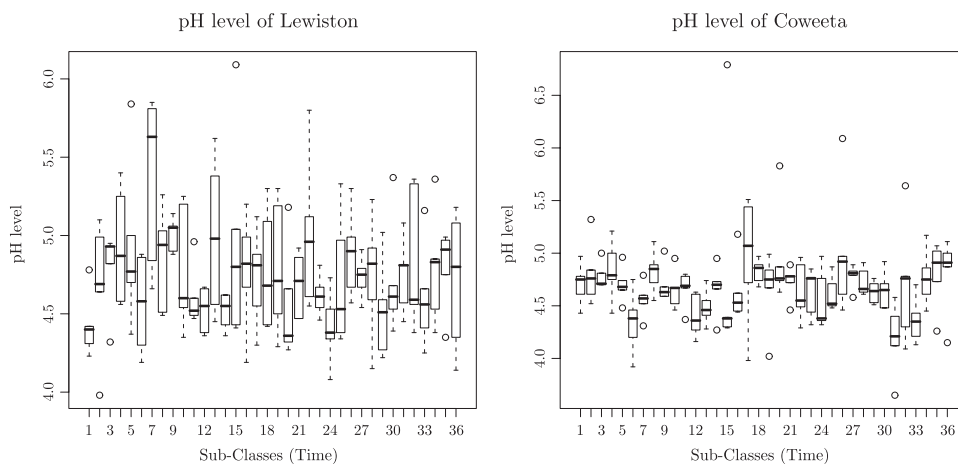 pH level of Lewiston
pH level
6.0
5.5
5.0
4.5
4.0
1 3 5 7 9 12 15 18 21 24 27 30 33 36
Sub-Classes (Time)
pH level of Coweeta
pH level
6.5
6.0
5.5
5.0
4.5
4.0
1 3 5 7 9 12 15 18 21 24 27 30 33 36
Sub-Classes (Time)